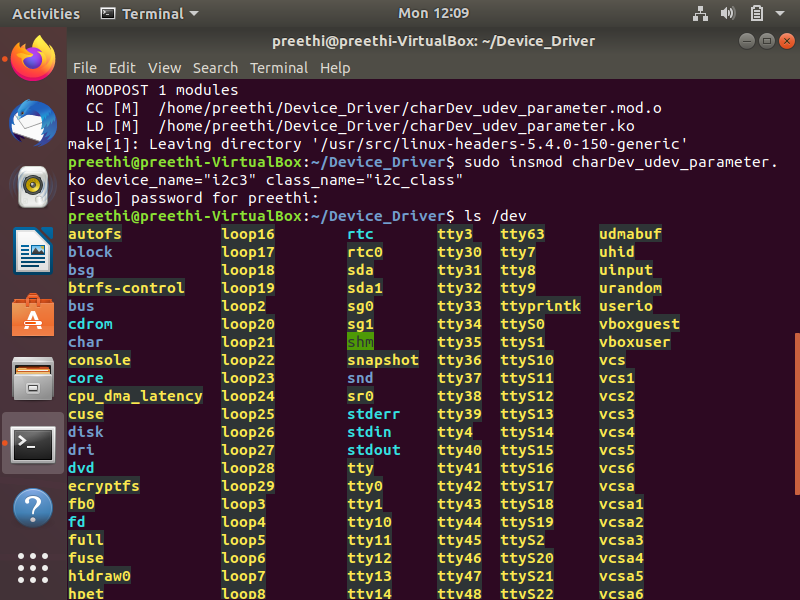 Activities Terminal Mon 12:09
preethi@preethi-VirtualBox: ~/Device_Driver
File Edit View Search Terminal Help
MODPOST 1 modules
CC [M] /home/preethi/Device_Driver/charDev_udev_parameter.mod.o
LD [M] /home/preethi/Device_Driver/charDev_udev_parameter.ko
make[1]: Leaving directory '/usr/src/linux-headers-5.4.0-150-generic'
preethi@preethi-VirtualBox:~/Device_Driver$ sudo insmod charDev_udev_parameter.
ko device_name="i2c3" class_name="i2c_class"
[sudo] password for preethi:
preethi@preethi-VirtualBox:~/Device_Driver$ ls /dev
autofs loop16 rtc tty3 tty63 udmabuf
block loop17 rtc0 tty30 tty7 uhid
bsg loop18 sda tty31 tty8 uinput
btrfs-control loop19 sda1 tty32 tty9 urandom
bus loop2 sg0 tty33 ttyprintk userio
cdrom loop20 sg1 tty34 ttyS0 vboxguest
char loop21 shm tty35 ttyS1 vboxuser
console loop22 snapshot tty36 ttyS10 vcs
core loop23 snd tty37 ttyS11 vcs1
cpu_dma_latency loop24 sr0 tty38 ttyS12 vcs2
cuse loop25 stderr tty39 ttyS13 vcs3
disk loop26 stdin tty4 ttyS14 vcs4
dri loop27 stdout tty40 ttyS15 vcs5
dvd loop28 tty tty41 ttyS16 vcs6
ecryptfs loop29 tty0 tty42 ttyS17 vcsa
fb0 loop3 tty1 tty43 ttyS18 vcsa1
fd loop4 tty10 tty44 ttyS19 vcsa2
full loop5 tty11 tty45 ttyS2 vcsa3
fuse loop6 tty12 tty46 ttyS20 vcsa4
hidraw0 loop7 tty13 tty47 ttyS21 vcsa5
hpet loop8 tty14 tty48 ttyS22 vcsa6